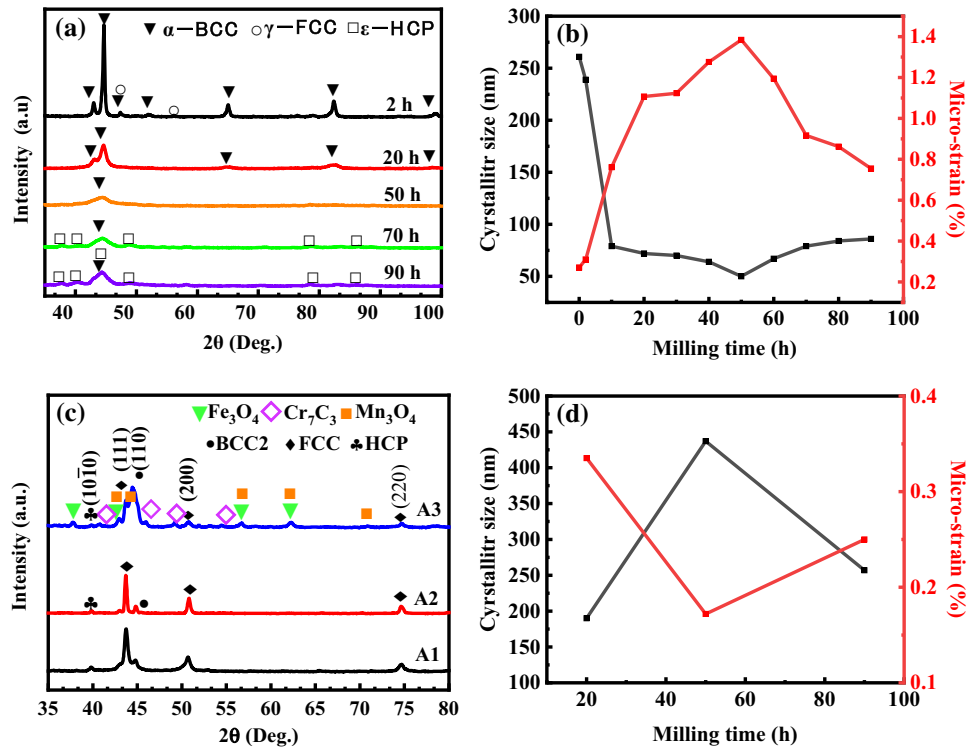 (a) ▼ α—BCC ○ γ—FCC □ ε—HCP
2 h
20 h
50 h
70 h
90 h
Intensity (a.u)
40 50 60 70 80 90 100
2θ (Deg.)
(b)
300
250
200
150
100
50
Cyrstallitr size (nm)
1.4
1.2
1.0
0.8
0.6
0.4
0.2
Micro-strain (%)
0 20 40 60 80 100
Milling time (h)
(c) Fe₃O₄ Cr₇C₃ Mn₃O₄
•BCC2 ♦FCC ♣HCP
(101̄0)
(111)
(110)
(200)
(220)
A3
A2
A1
Intensity (a.u.)
35 40 45 50 55 60 65 70 75 80
2θ (Deg.)
(d)
500
450
400
350
300
250
200
150
100
Cyrstallitr size (nm)
0.4
0.3
0.2
0.1
Micro-strain (%)
20 40 60 80 100
Milling time (h)